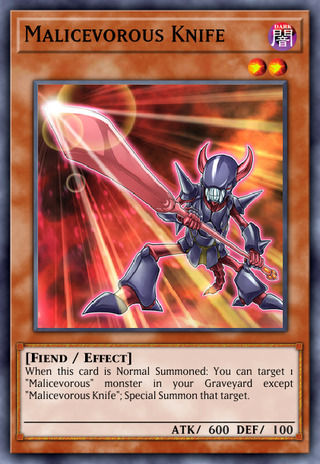 Malicevorous Knife
DARK
闇
[Fiend / Effect]
When this card is Normal Summoned: You can target 1
"Malicevorous" monster in your Graveyard except
"Malicevorous Knife"; Special Summon that target.
ATK/ 600 DEF/ 100